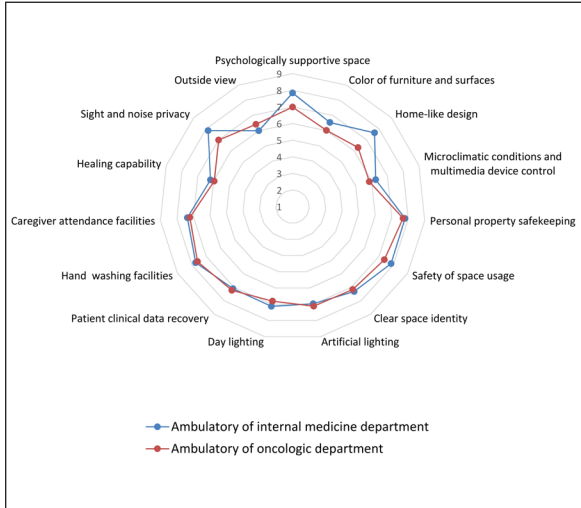 Psychologically supportive space
Outside view
Color of furniture and surfaces
Sight and noise privacy
Home-like design
Healing capability
Microclimatic conditions and
multimedia device control
Caregiver attendance facilities
Personal property safekeeping
Hand washing facilities
Safety of space usage
Patient clinical data recovery
Clear space identity
Day lighting
Artificial lighting
9
8
7
6
5
4
3
2
1
Ambulatory of internal medicine department
Ambulatory of oncologic department